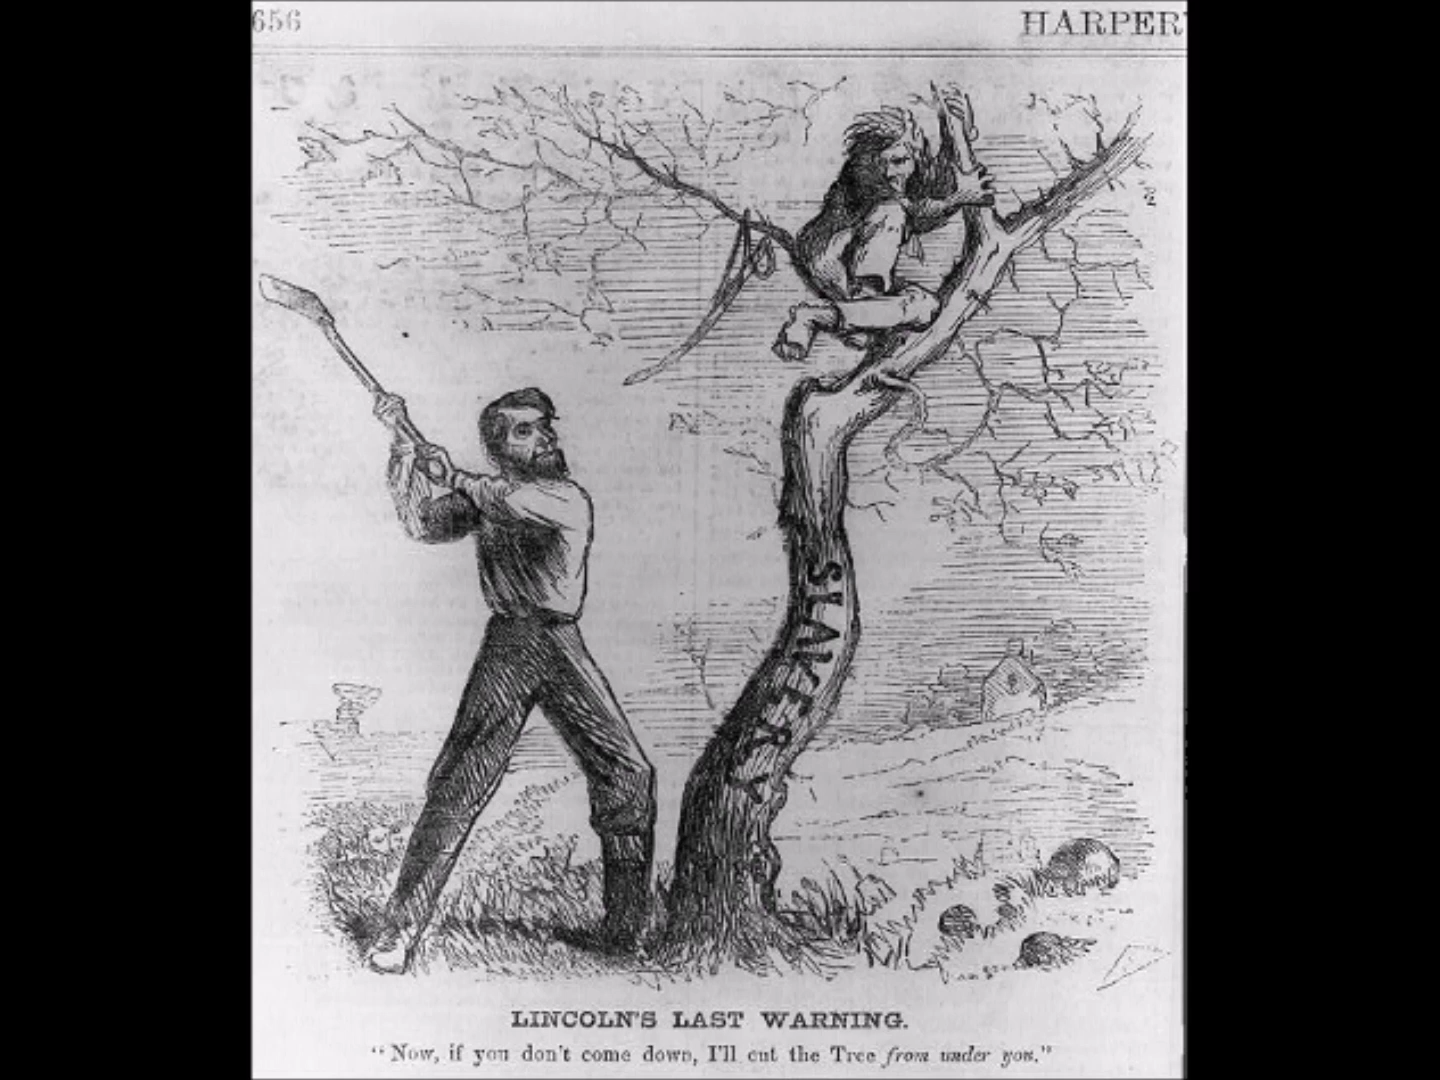 656
HARPER'
SLAVERY
LINCOLN'S LAST WARNING.
"Now, if you don't come down, I'll cut the Tree from under you."